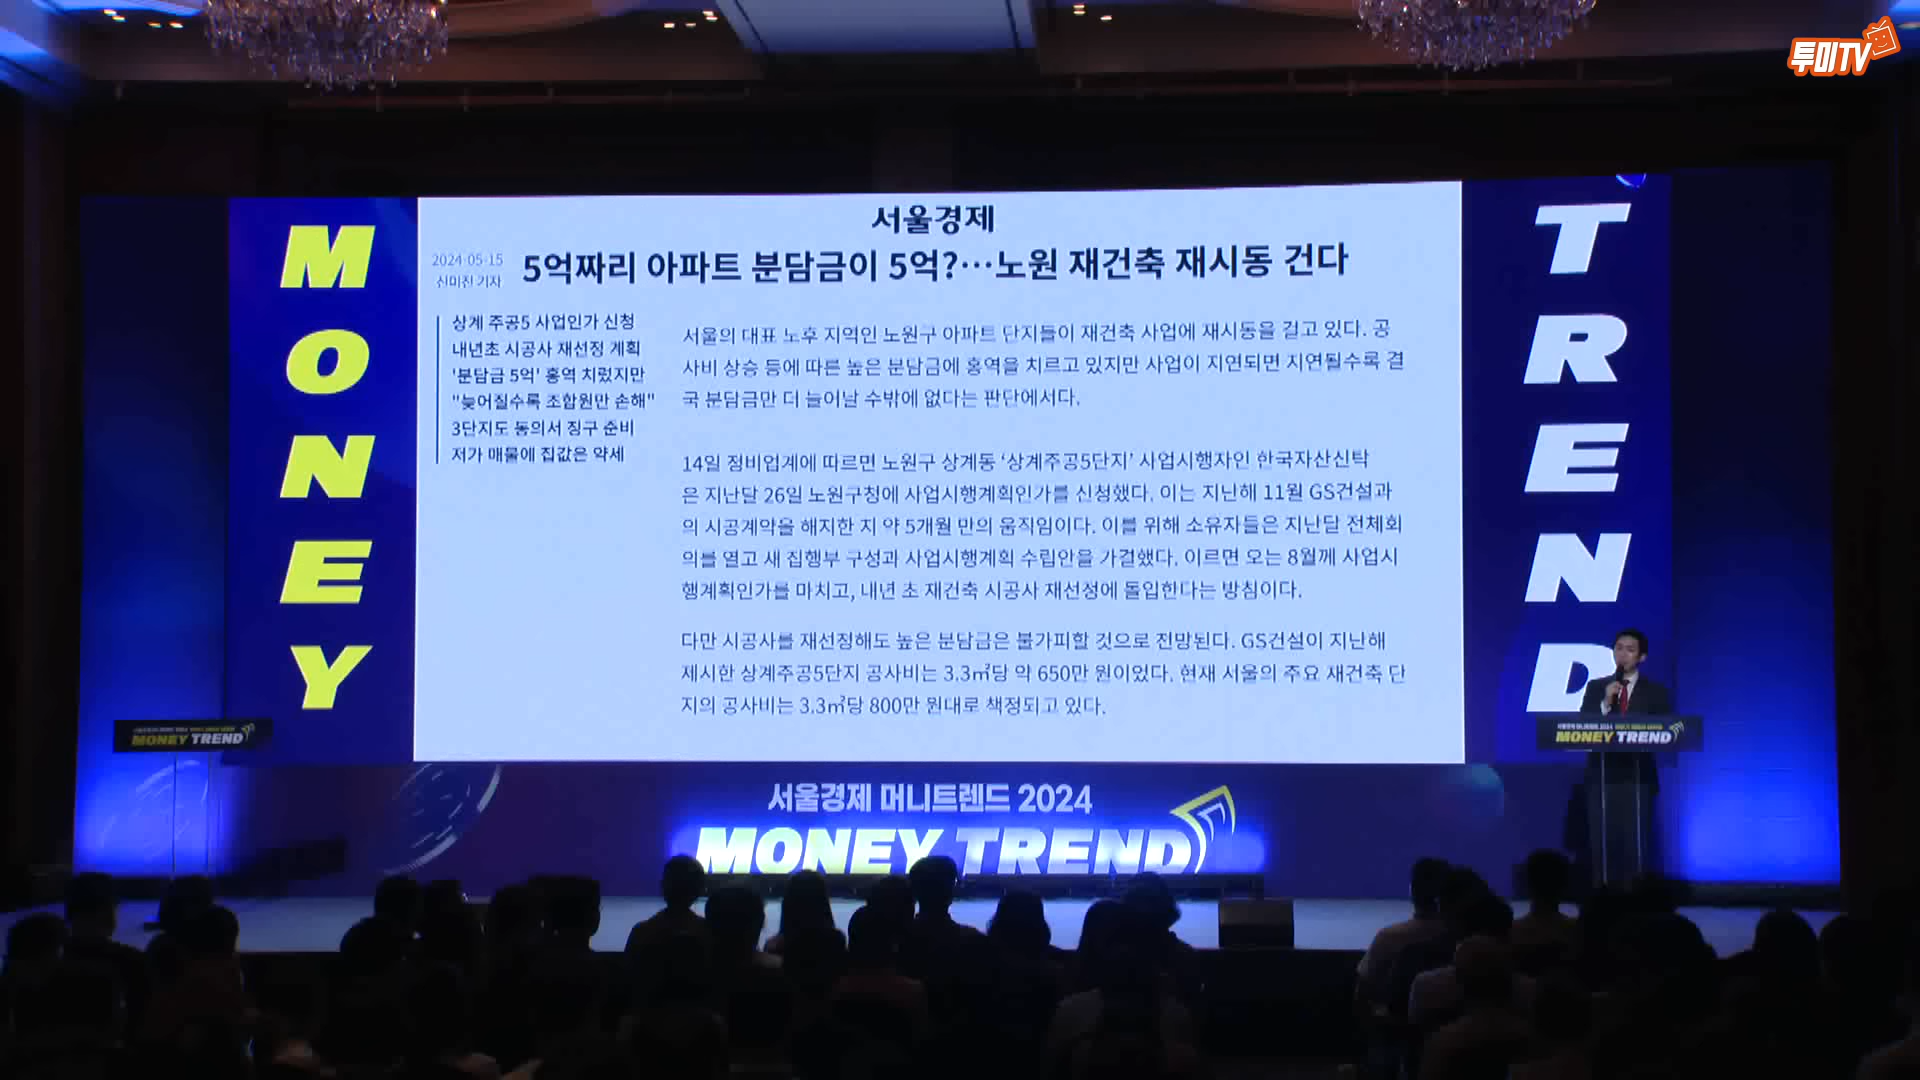 투미TV
MONEY
TREND
서울경제
2024-05-15
신미진 기자
5억짜리 아파트 분담금이 5억?…노원 재건축 재시동 건다
상계 주공5 사업인가 신청
내년초 시공사 재선정 계획
'분담금 5억' 홍역 치렀지만
"늦어질수록 조합원만 손해"
3단지도 동의서 징구 준비
저가 매물에 집값은 약세
서울의 대표 노후 지역인 노원구 아파트 단지들이 재건축 사업에 재시동을 걸고 있다. 공
사비 상승 등에 따른 높은 분담금에 홍역을 치르고 있지만 사업이 지연되면 지연될수록 결
국 분담금만 더 늘어날 수밖에 없다는 판단에서다.
14일 정비업계에 따르면 노원구 상계동 ‘상계주공5단지’ 사업시행자인 한국자산신탁
은 지난달 26일 노원구청에 사업시행계획인가를 신청했다. 이는 지난해 11월 GS건설과
의 시공계약을 해지한 지 약 5개월 만의 움직임이다. 이를 위해 소유자들은 지난달 전체회
의를 열고 새 집행부 구성과 사업시행계획 수립안을 가결했다. 이르면 오는 8월께 사업시
행계획인가를 마치고, 내년 초 재건축 시공사 재선정에 돌입한다는 방침이다.
다만 시공사를 재선정해도 높은 분담금은 불가피할 것으로 전망된다. GS건설이 지난해
제시한 상계주공5단지 공사비는 3.3㎡당 약 650만 원이었다. 현재 서울의 주요 재건축 단
지의 공사비는 3.3㎡당 800만 원대로 책정되고 있다.
MONEY TREND
MONEY TREND
서울경제 머니트렌드 2024
MONEY TREND